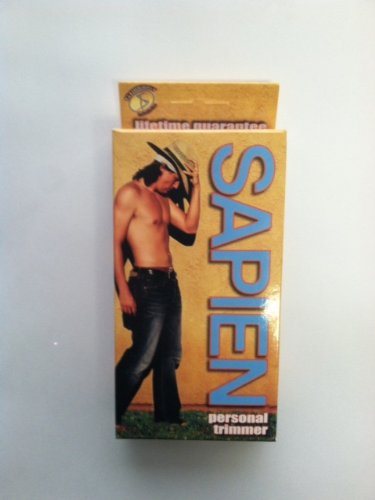 lifetime guarantee
SAPIEN
personal
trimmer